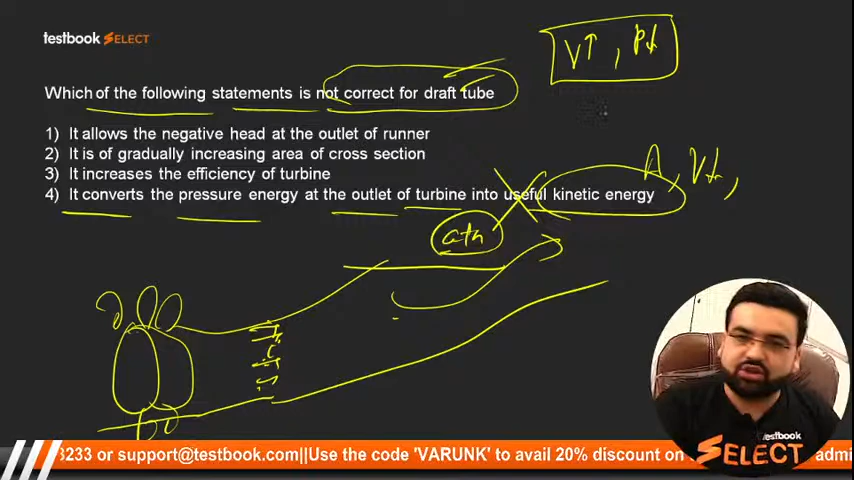 testbook SELECT
V↑, P↓
Which of the following statements is not correct for draft tube
1) It allows the negative head at the outlet of runner
2) It is of gradually increasing area of cross section
3) It increases the efficiency of turbine
4) It converts the pressure energy at the outlet of turbine into useful kinetic energy
A, V↓,
atm
testbook
SELECT
3233 or support@testbook.com||Use the code 'VARUNK' to avail 20% discount on admi